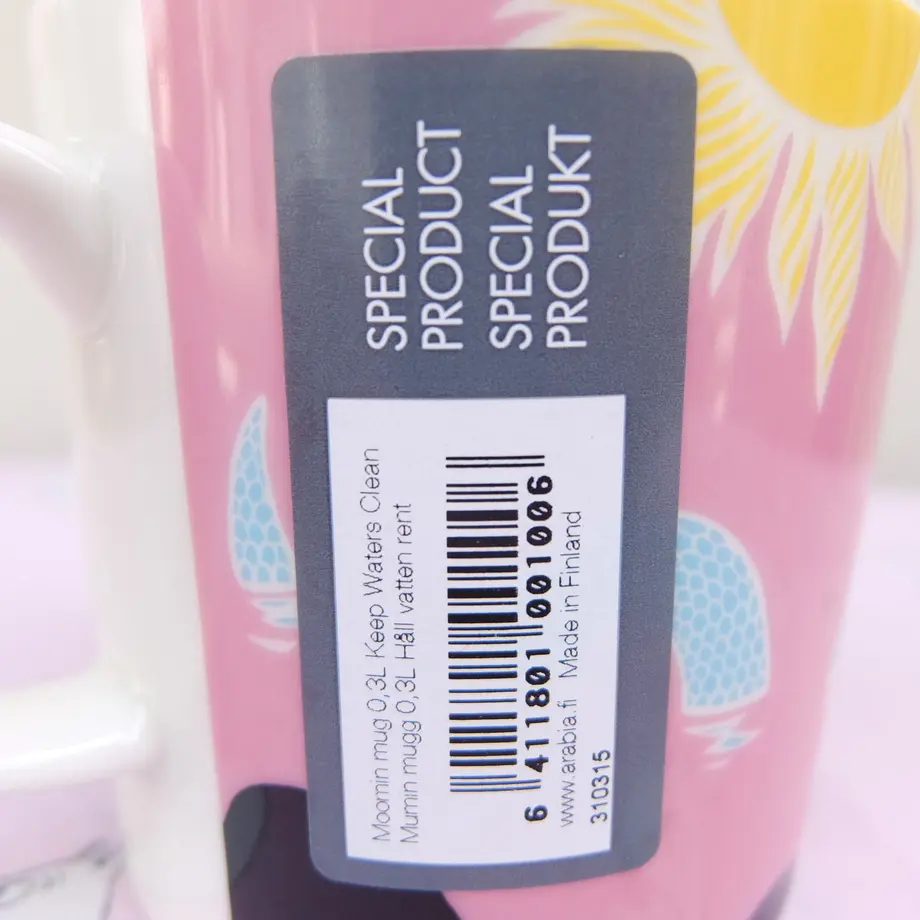 SPECIAL
PRODUCT
SPECIAL
PRODUKT
Moomin mug 0,3L Keep Waters Clean
Mumin mugg 0,3L Håll vatten rent
6 411801 001006
www.arabia.fi Made in Finland
310315